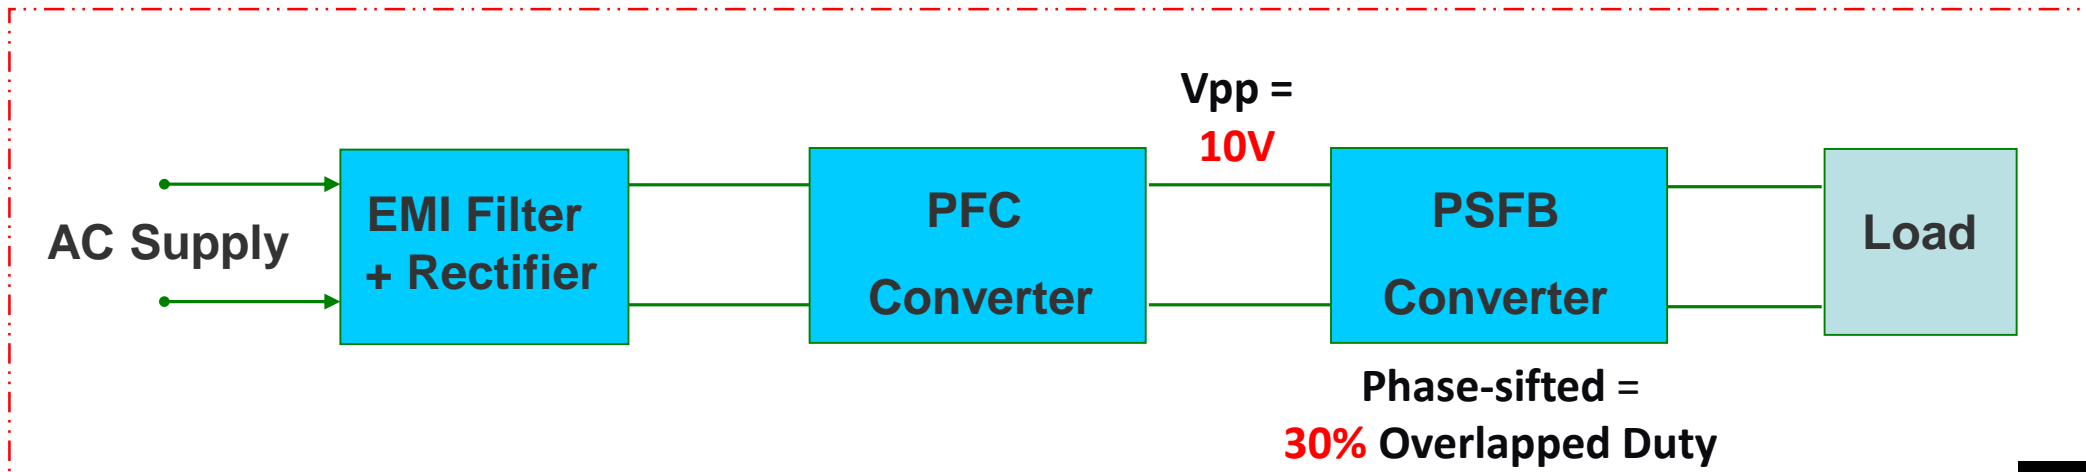 Vpp =
10V
AC Supply
EMI Filter
+ Rectifier
PFC
Converter
PSFB
Converter
Load
Phase-sifted =
30% Overlapped Duty